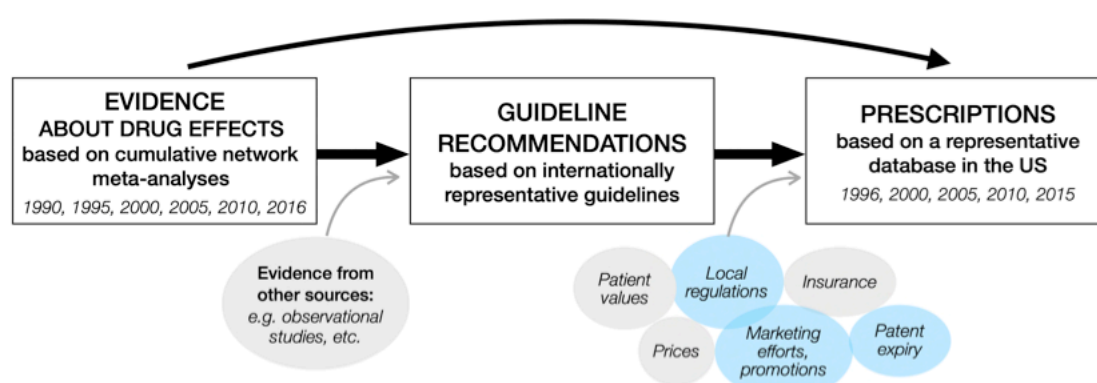 EVIDENCE
ABOUT DRUG EFFECTS
based on cumulative network
meta-analyses
1990, 1995, 2000, 2005, 2010, 2016
GUIDELINE
RECOMMENDATIONS
based on internationally
representative guidelines
PRESCRIPTIONS
based on a representative
database in the US
1996, 2000, 2005, 2010, 2015
Evidence from
other sources:
e.g. observational
studies, etc.
Patient
values
Local
regulations
Insurance
Prices
Marketing
efforts,
promotions
Patent
expiry